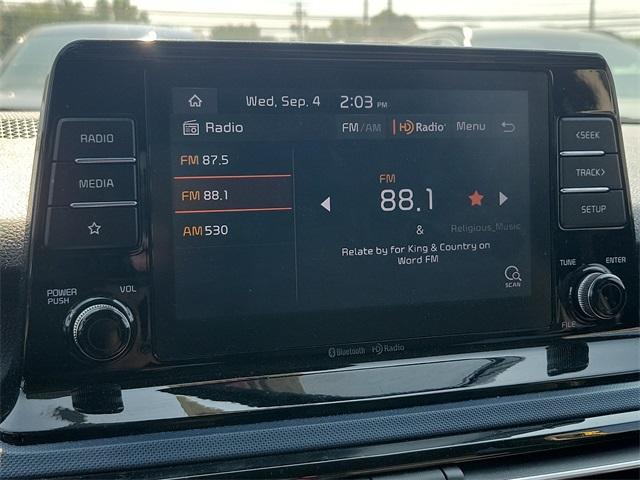 Wed, Sep. 4 2:03 PM
Radio FM/AM HD Radio Menu
RADIO
MEDIA
FM 87.5
FM 88.1
AM 530
FM
88.1
&
Religious_Music
Relate by for King & Country on
Word FM
SCAN
<SEEK
TRACK>
SETUP
POWER
PUSH
VOL
TUNE
ENTER
FILE
Bluetooth HD Radio